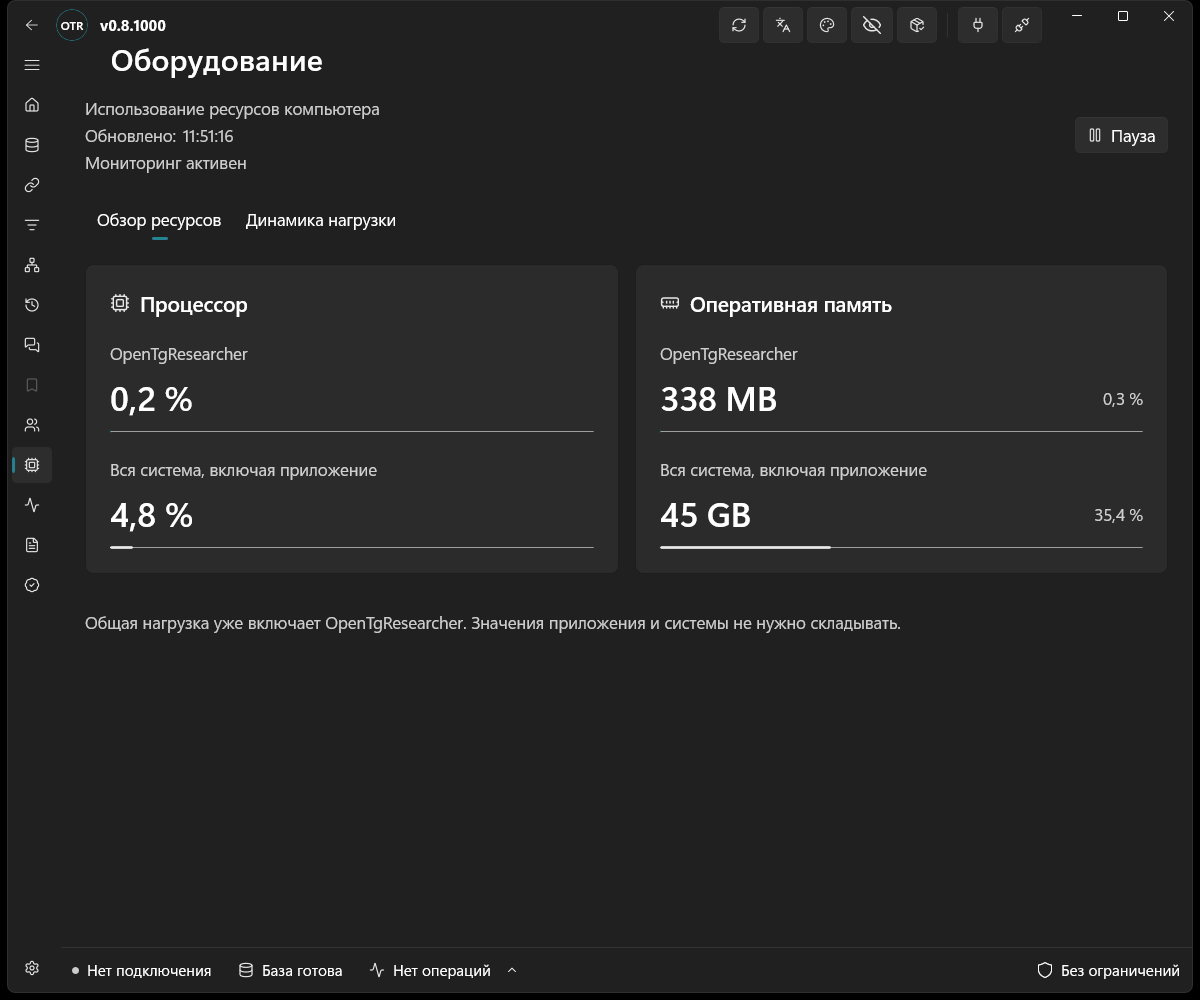 OTR v0.8.1000
Оборудование
Использование ресурсов компьютера
Обновлено: 11:51:16
Мониторинг активен
Пауза
Обзор ресурсов Динамика нагрузки
Процессор
OpenTgResearcher
0,2 %
Вся система, включая приложение
4,8 %
Оперативная память
OpenTgResearcher
338 MB 0,3 %
Вся система, включая приложение
45 GB 35,4 %
Общая нагрузка уже включает OpenTgResearcher. Значения приложения и системы не нужно складывать.
Нет подключения База готова Нет операций Без ограничений